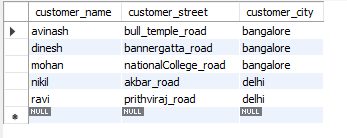 customer_name customer_street customer_city
avinash bull_temple_road bangalore
dinesh bannergatta_road bangalore
mohan nationalCollege_road bangalore
nikil akbar_road delhi
ravi prithviraj_road delhi
NULL NULL NULL